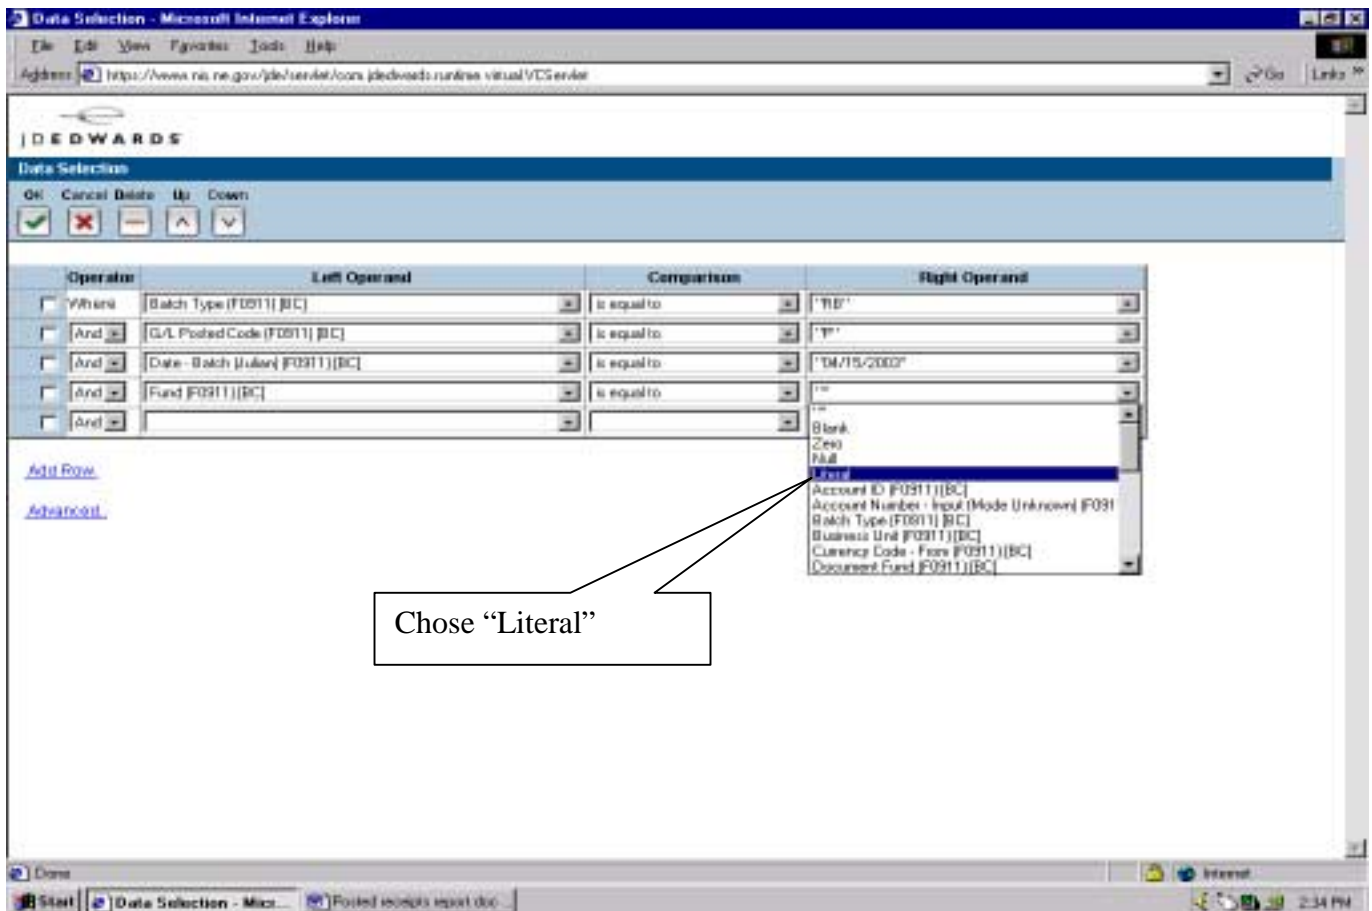 Data Selection - Microsoft Internet Explorer
File Edit View Favorites Tools Help
Address https://www.nis.ne.gov/jde/servlet/com.jdedwards.runtime.virtual.VCServlet Go Links »
JDEDWARDS
Data Selection
OK Cancel Delete Up Down
Operator Left Operand Comparison Right Operand
Where Batch Type (F0911) [BC] is equal to "RB"
And G/L Posted Code (F0911) [BC] is equal to "P"
And Date - Batch (Julian) (F0911) [BC] is equal to "04/15/2003"
And Fund (F0911) [BC] is equal to ""
And
""
Blank
Zero
Null
Literal
Account ID (F0911) [BC]
Account Number - Input (Mode Unknown) (F091
Batch Type (F0911) [BC]
Business Unit (F0911) [BC]
Currency Code - From (F0911) [BC]
Document Fund (F0911) [BC]
Add Row
Advanced
Chose “Literal”
Done Internet
Start Data Selection - Micr... Posted receipts report.doc ... 2:34 PM